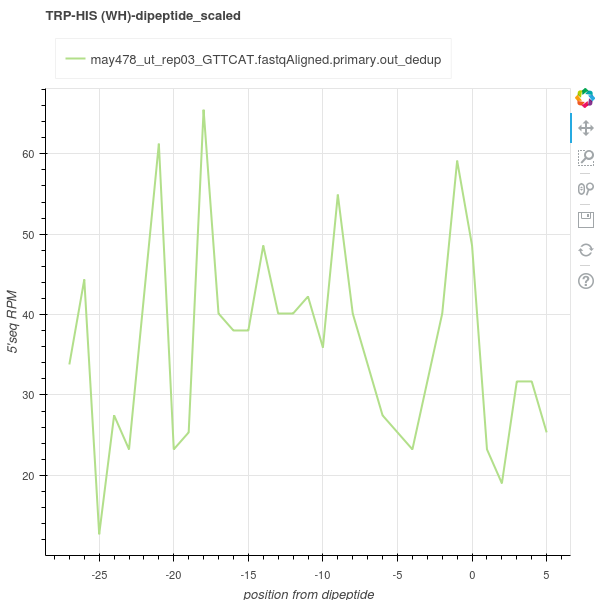 TRP-HIS (WH)-dipeptide_scaled
may478_ut_rep03_GTTCAT.fastqAligned.primary.out_dedup
60
50
40
30
20
5'seq RPM
-25 -20 -15 -10 -5 0 5
position from dipeptide